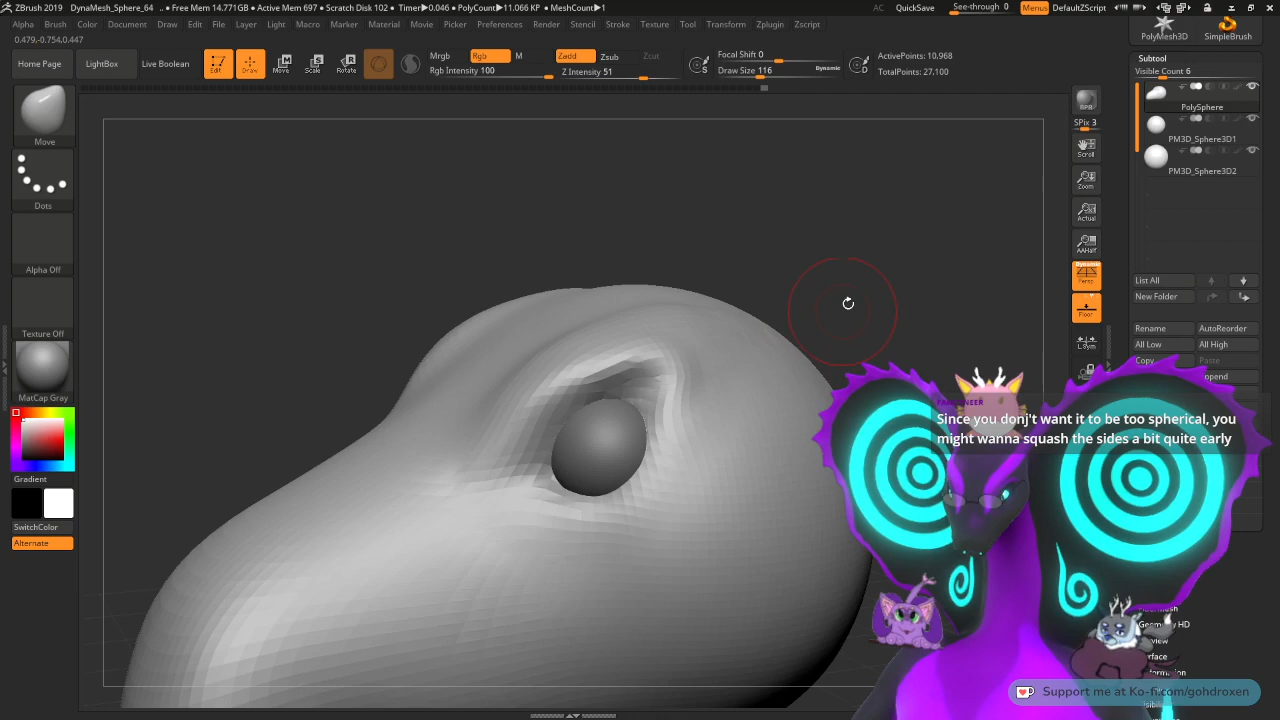 ZBrush 2019 DynaMesh_Sphere_64 .. • Free Mem 14.771GB • Active Mem 697 • Scratch Disk 102 • Timer▶0.046 • Picker▶11.066 KP • MeshCount▶1
AC QuickSave See-through 0 Menus DefaultZScript
Alpha Brush Color Document Draw Edit File Layer Light Macro Marker Material Movie Picker Preferences Render Stencil Stroke Texture Tool Transform Zplugin Zscript
0.479,-0.754,0.447
Home Page LightBox Live Boolean Edit Draw Move Scale Rotate
Mrgb Rgb M Zadd Zsub Zcut
Rgb Intensity 100 Z Intensity 51
Focal Shift 0
Draw Size 116 Dynamic
ActivePoints: 10,968
TotalPoints: 27,100
PolyMesh3D SimpleBrush
Subtool
Visible Count 6
PolySphere
PM3D_Sphere3D1
PM3D_Sphere3D2
List All
New Folder
Rename AutoReorder
All Low All High
Copy Paste
Move
Dots
Alpha Off
Texture Off
MatCap Gray
Gradient
SwitchColor
Alternate
BPR
SPix 3
Scroll
Zoom
Actual
AAHalf
Dynamic
Persp
Floor
L.Sym
Since you donj't want it to be too spherical, you
might wanna squash the sides a bit quite early
Geometry HD
Support me at Ko-fi.com/gohdroxen